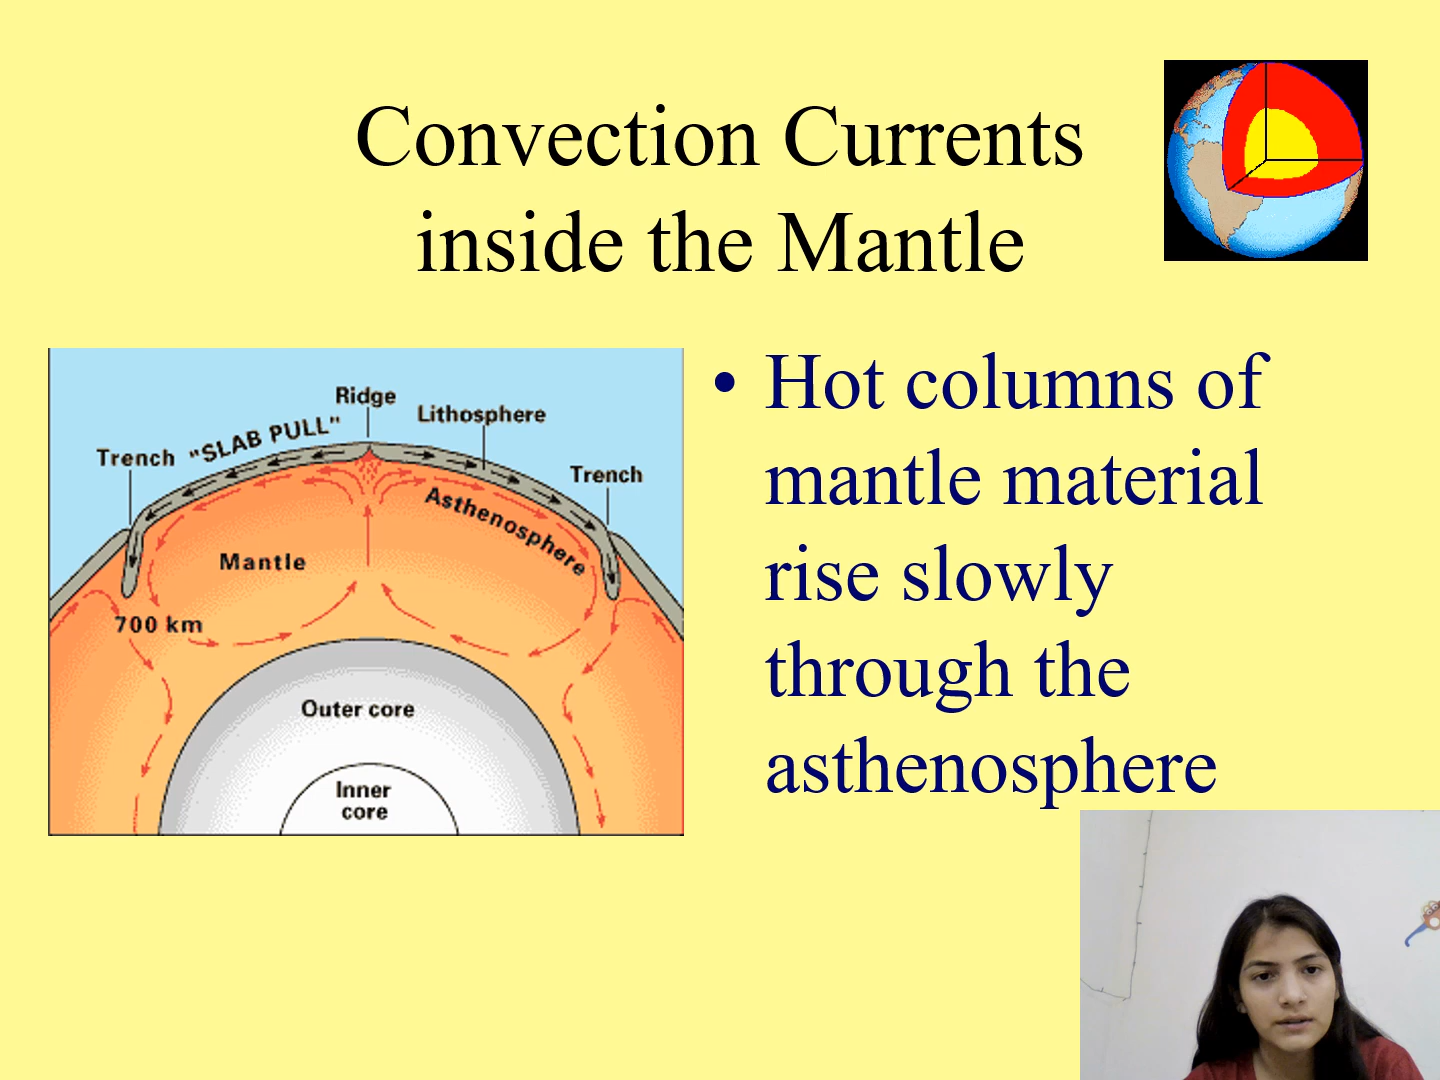 Convection Currents
inside the Mantle
• Hot columns of
mantle material
rise slowly
through the
asthenosphere
Ridge
Lithosphere
"SLAB PULL"
Trench
Trench
Asthenosphere
Mantle
700 km
Outer core
Inner
core